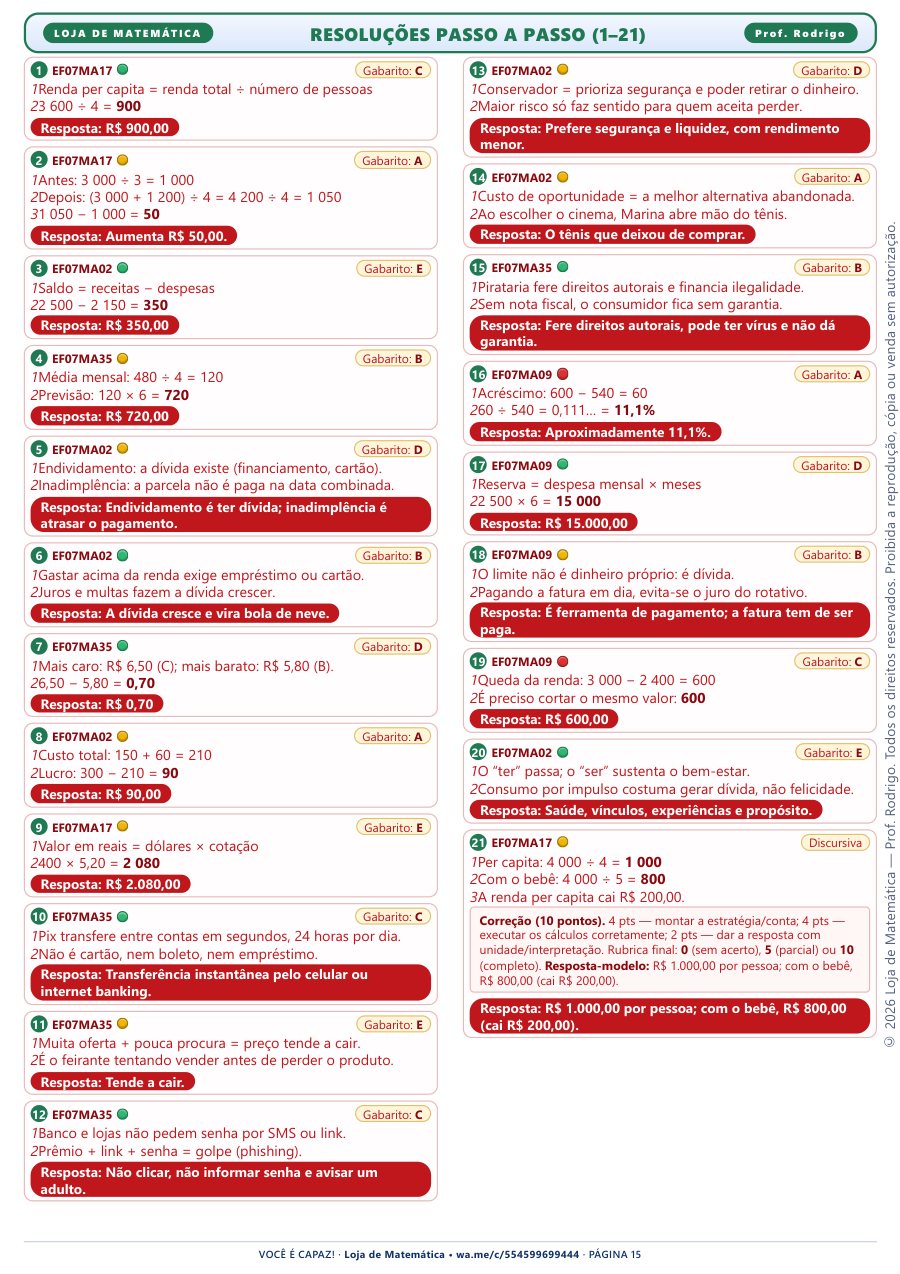 LOJA DE MATEMÁTICA
RESOLUÇÕES PASSO A PASSO (1–21)
Prof. Rodrigo
1 EF07MA17 Gabarito: C
1Renda per capita = renda total ÷ número de pessoas
23 600 ÷ 4 = 900
Resposta: R$ 900,00
2 EF07MA17 Gabarito: A
1Antes: 3 000 ÷ 3 = 1 000
2Depois: (3 000 + 1 200) ÷ 4 = 4 200 ÷ 4 = 1 050
31 050 − 1 000 = 50
Resposta: Aumenta R$ 50,00.
3 EF07MA02 Gabarito: E
1Saldo = receitas − despesas
22 500 − 2 150 = 350
Resposta: R$ 350,00
4 EF07MA35 Gabarito: B
1Média mensal: 480 ÷ 4 = 120
2Previsão: 120 × 6 = 720
Resposta: R$ 720,00
5 EF07MA02 Gabarito: D
1Endividamento: a dívida existe (financiamento, cartão).
2Inadimplência: a parcela não é paga na data combinada.
Resposta: Endividamento é ter dívida; inadimplência é
atrasar o pagamento.
6 EF07MA02 Gabarito: B
1Gastar acima da renda exige empréstimo ou cartão.
2Juros e multas fazem a dívida crescer.
Resposta: A dívida cresce e vira bola de neve.
7 EF07MA35 Gabarito: D
1Mais caro: R$ 6,50 (C); mais barato: R$ 5,80 (B).
26,50 − 5,80 = 0,70
Resposta: R$ 0,70
8 EF07MA02 Gabarito: A
1Custo total: 150 + 60 = 210
2Lucro: 300 − 210 = 90
Resposta: R$ 90,00
9 EF07MA17 Gabarito: E
1Valor em reais = dólares × cotação
2400 × 5,20 = 2 080
Resposta: R$ 2.080,00
10 EF07MA35 Gabarito: C
1Pix transfere entre contas em segundos, 24 horas por dia.
2Não é cartão, nem boleto, nem empréstimo.
Resposta: Transferência instantânea pelo celular ou
internet banking.
11 EF07MA35 Gabarito: E
1Muita oferta + pouca procura = preço tende a cair.
2É o feirante tentando vender antes de perder o produto.
Resposta: Tende a cair.
12 EF07MA35 Gabarito: C
1Banco e lojas não pedem senha por SMS ou link.
2Prêmio + link + senha = golpe (phishing).
Resposta: Não clicar, não informar senha e avisar um
adulto.
13 EF07MA02 Gabarito: D
1Conservador = prioriza segurança e poder retirar o dinheiro.
2Maior risco só faz sentido para quem aceita perder.
Resposta: Prefere segurança e liquidez, com rendimento
menor.
14 EF07MA02 Gabarito: A
1Custo de oportunidade = a melhor alternativa abandonada.
2Ao escolher o cinema, Marina abre mão do tênis.
Resposta: O tênis que deixou de comprar.
15 EF07MA35 Gabarito: B
1Pirataria fere direitos autorais e financia ilegalidade.
2Sem nota fiscal, o consumidor fica sem garantia.
Resposta: Fere direitos autorais, pode ter vírus e não dá
garantia.
16 EF07MA09 Gabarito: A
1Acréscimo: 600 − 540 = 60
260 ÷ 540 = 0,111... = 11,1%
Resposta: Aproximadamente 11,1%.
17 EF07MA09 Gabarito: D
1Reserva = despesa mensal × meses
22 500 × 6 = 15 000
Resposta: R$ 15.000,00
18 EF07MA09 Gabarito: B
1O limite não é dinheiro próprio: é dívida.
2Pagando a fatura em dia, evita-se o juro do rotativo.
Resposta: É ferramenta de pagamento; a fatura tem de ser
paga.
19 EF07MA09 Gabarito: C
1Queda da renda: 3 000 − 2 400 = 600
2É preciso cortar o mesmo valor: 600
Resposta: R$ 600,00
20 EF07MA02 Gabarito: E
1O “ter” passa; o “ser” sustenta o bem-estar.
2Consumo por impulso costuma gerar dívida, não felicidade.
Resposta: Saúde, vínculos, experiências e propósito.
21 EF07MA17 Discursiva
1Per capita: 4 000 ÷ 4 = 1 000
2Com o bebê: 4 000 ÷ 5 = 800
3A renda per capita cai R$ 200,00.
Correção (10 pontos). 4 pts — montar a estratégia/conta; 4 pts —
executar os cálculos corretamente; 2 pts — dar a resposta com
unidade/interpretação. Rubrica final: 0 (sem acerto), 5 (parcial) ou 10
(completo). Resposta-modelo: R$ 1.000,00 por pessoa; com o bebê,
R$ 800,00 (cai R$ 200,00).
Resposta: R$ 1.000,00 por pessoa; com o bebê, R$ 800,00
(cai R$ 200,00).
© 2026 Loja de Matemática — Prof. Rodrigo. Todos os direitos reservados. Proibida a reprodução, cópia ou venda sem autorização.
VOCÊ É CAPAZ! · Loja de Matemática • wa.me/c/554599699444 · PÁGINA 15